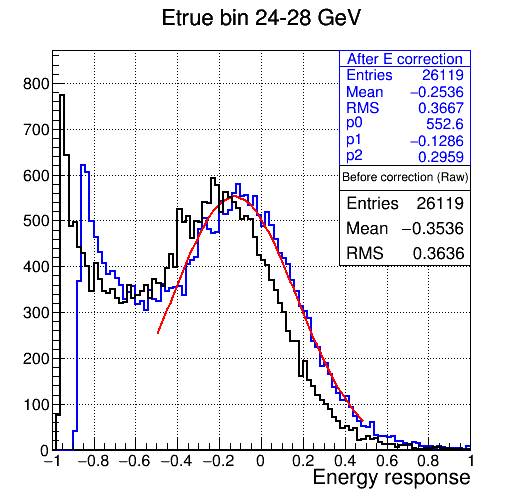 Etrue bin 24-28 GeV
After E correction
Entries 26119
Mean −0.2536
RMS 0.3667
p0 552.6
p1 −0.1286
p2 0.2959
Before correction (Raw)
Entries 26119
Mean −0.3536
RMS 0.3636
800
700
600
500
400
300
200
100
0
−1 −0.8 −0.6 −0.4 −0.2 0 0.2 0.4 0.6 0.8 1
Energy response